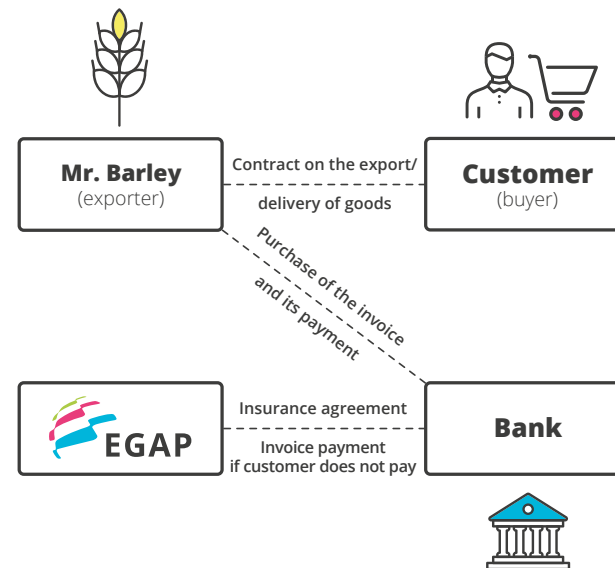 Mr. Barley
(exporter)
Contract on the export/
delivery of goods
Customer
(buyer)
Purchase of the invoice
and its payment
EGAP
Insurance agreement
Invoice payment
if customer does not pay
Bank